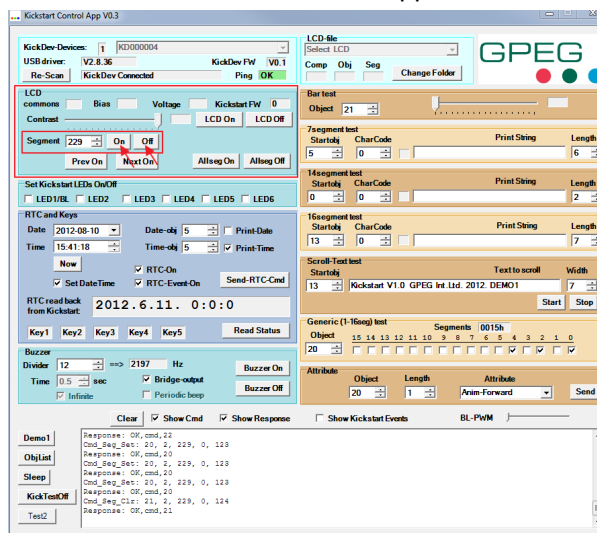 Kickstart Control App V0.3
KickDev-Devices: 1 KD000004
USB driver: V2.8.36 KickDev FW V0.1
Re-Scan KickDev Connected Ping OK
LCD-file
Select LCD
Comp Obj Seg
Change Folder
GPEG
LCD
commons Bias Voltage Kickstart FW 0
Contrast LCD On LCD Off
Segment 229 On Off
Prev On Next On Allseg On Allseg Off
Bar test
Object 21
7segment test
Startobj CharCode Print String Length
5 0 6
14segment test
Startobj CharCode Print String Length
0 0 2
16segment test
Startobj CharCode Print String Length
13 0 7
Set Kickstart LEDs On/Off
LED1/BL LED2 LED3 LED4 LED5 LED6
RTC and Keys
Date 2012-08-10 Date-obj 5 Print-Date
Time 15:41:18 Time-obj 5 Print-Time
Now RTC-On
Set DateTime RTC-Event-On Send-RTC-Cmd
RTC read back
from Kickstart: 2012.6.11. 0:0:0
Key1 Key2 Key3 Key4 Key5 Read Status
Scroll-Text test
Startobj Text to scroll Width
13 Kickstart V1.0 GPEG Int.Ltd. 2012. DEMO1 7
Start Stop
Generic (1-16seg) test
Object Segments 0015h
20 15 14 13 12 11 10 9 8 7 6 5 4 3 2 1 0
Buzzer
Divider 12 ==> 2197 Hz Buzzer On
Time 0.5 sec Bridge-output
Infinite Periodic beep Buzzer Off
Attribute
Object Length Attribute
20 1 Anim-Forward Send
Clear Show Cmd Show Response Show Kickstart Events BL-PWM
Demo1
ObjList
Sleep
KickTestOff
Test2
Response: OK,cmd,22
Cmd_Seg_Set: 20, 2, 229, 0, 123
Response: OK,cmd,20
Cmd_Seg_Set: 20, 2, 229, 0, 123
Response: OK,cmd,20
Cmd_Seg_Set: 20, 2, 229, 0, 123
Response: OK,cmd,20
Cmd_Seg_Clr: 21, 2, 229, 0, 124
Response: OK,cmd,21